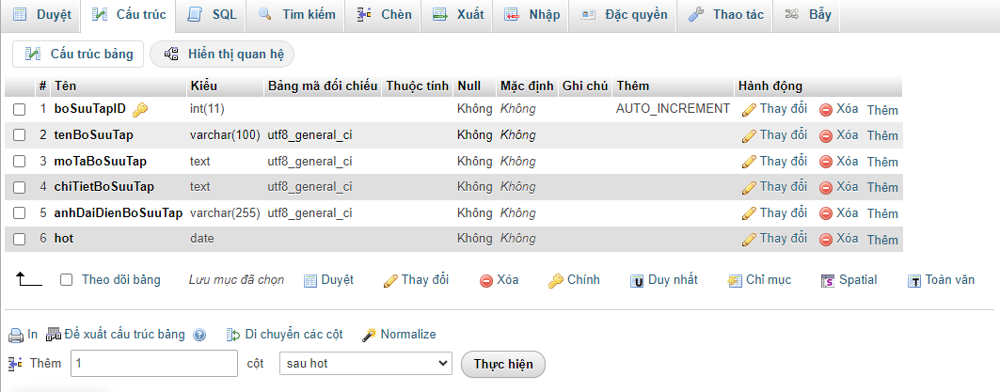 Duyệt Cấu trúc SQL Tìm kiếm Chèn Xuất Nhập Đặc quyền Thao tác Bẫy
Cấu trúc bảng Hiển thị quan hệ
# Tên Kiểu Bảng mã đối chiếu Thuộc tính Null Mặc định Ghi chú Thêm Hành động
1 boSuuTapID int(11) Không Không AUTO_INCREMENT Thay đổi Xóa Thêm
2 tenBoSuuTap varchar(100) utf8_general_ci Không Không Thay đổi Xóa Thêm
3 moTaBoSuuTap text utf8_general_ci Không Không Thay đổi Xóa Thêm
4 chiTietBoSuuTap text utf8_general_ci Không Không Thay đổi Xóa Thêm
5 anhDaiDienBoSuuTap varchar(255) utf8_general_ci Không Không Thay đổi Xóa Thêm
6 hot date Không Không Thay đổi Xóa Thêm
Theo dõi bảng Lưu mục đã chọn Duyệt Thay đổi Xóa Chính Duy nhất Chỉ mục Spatial Toàn văn
In Đề xuất cấu trúc bảng Di chuyển các cột Normalize
Thêm 1 cột sau hot Thực hiện